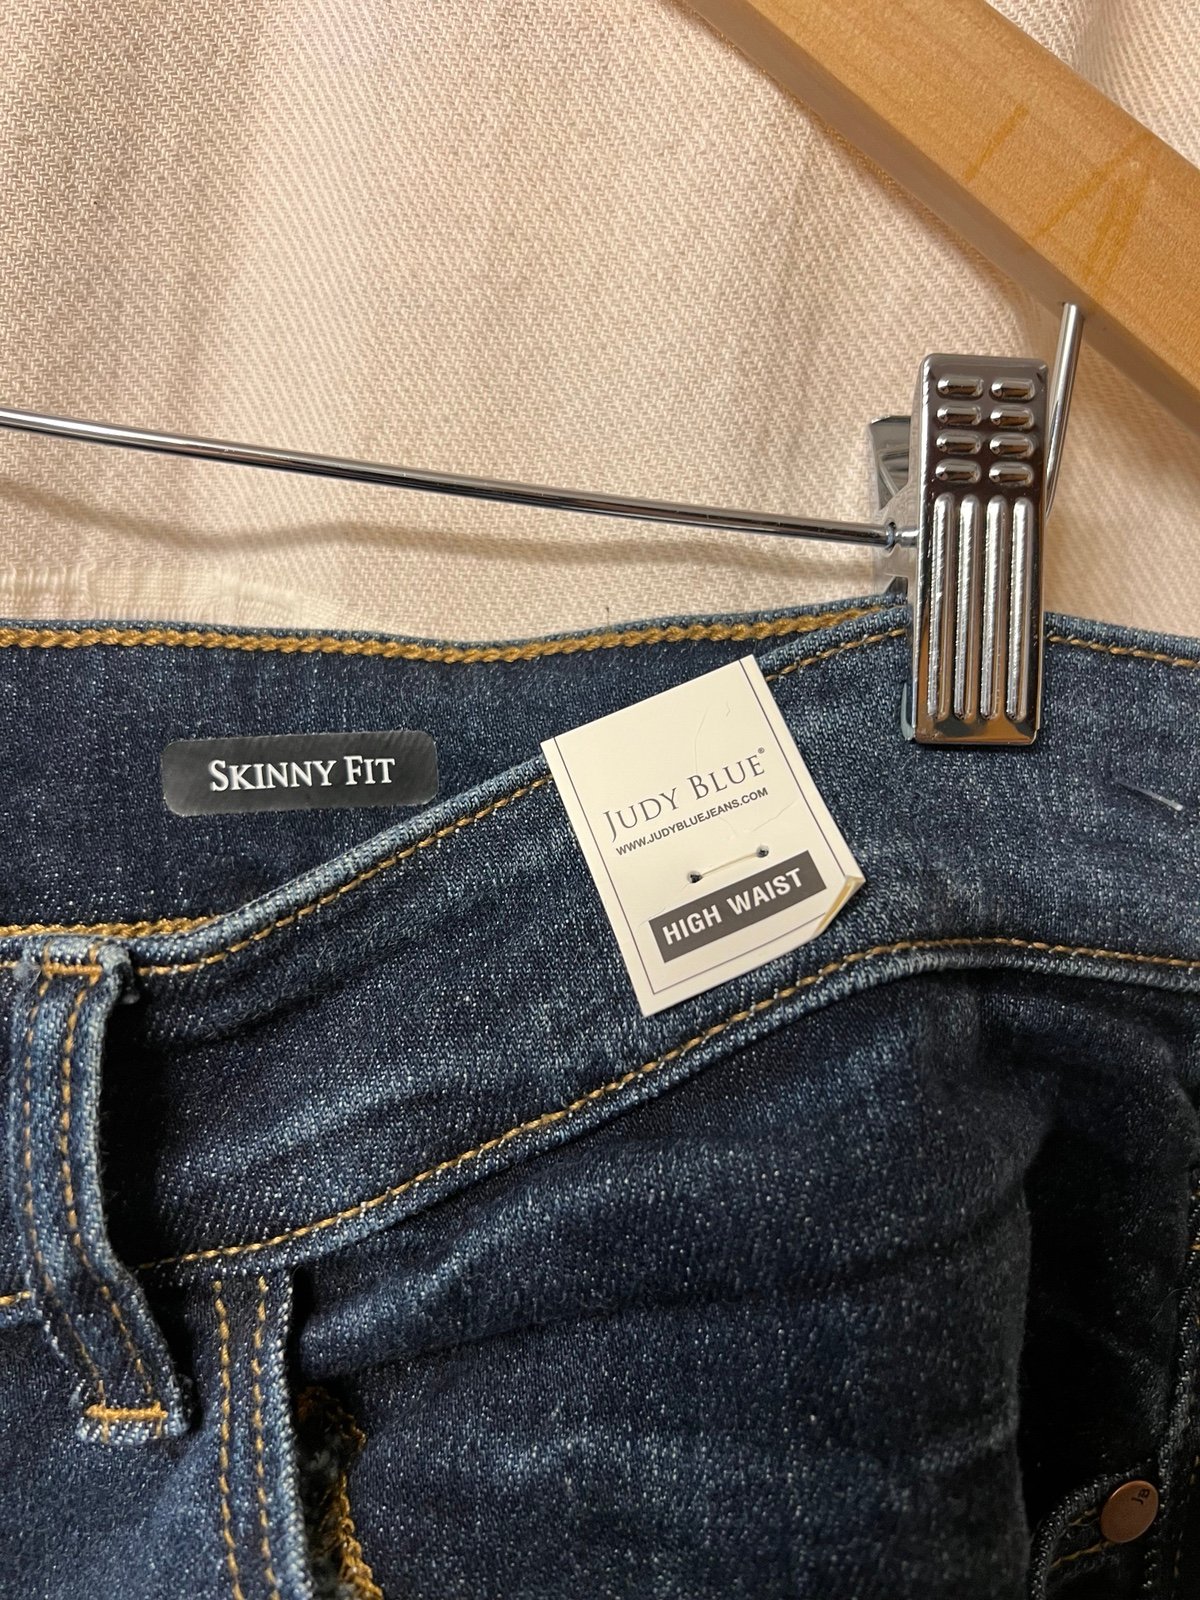 SKINNY FIT
JUDY BLUE®
WWW.JUDYBLUEJEANS.COM
HIGH WAIST
JB